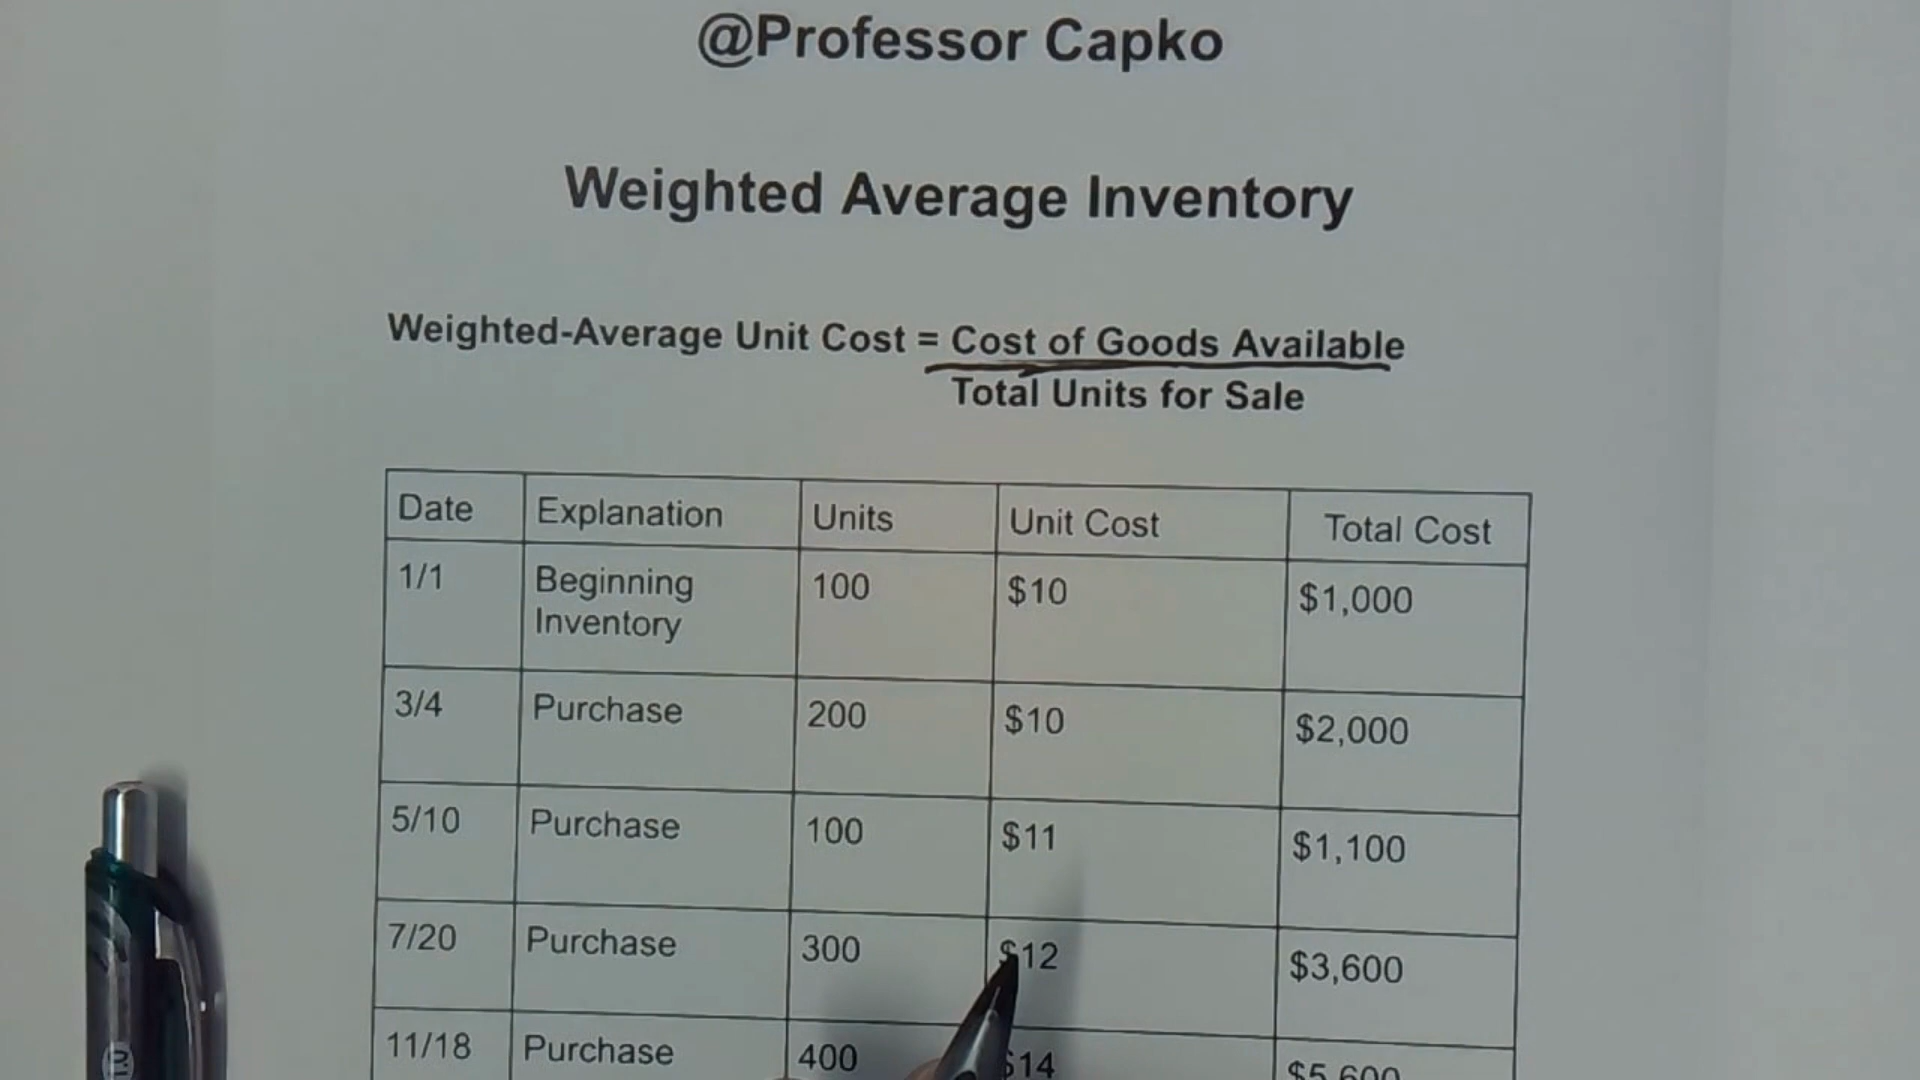 @Professor Capko
Weighted Average Inventory
Weighted-Average Unit Cost = Cost of Goods Available
Total Units for Sale
Date Explanation Units Unit Cost Total Cost
1/1 Beginning Inventory 100 $10 $1,000
3/4 Purchase 200 $10 $2,000
5/10 Purchase 100 $11 $1,100
7/20 Purchase 300 $12 $3,600
11/18 Purchase 400 $14 $5,600